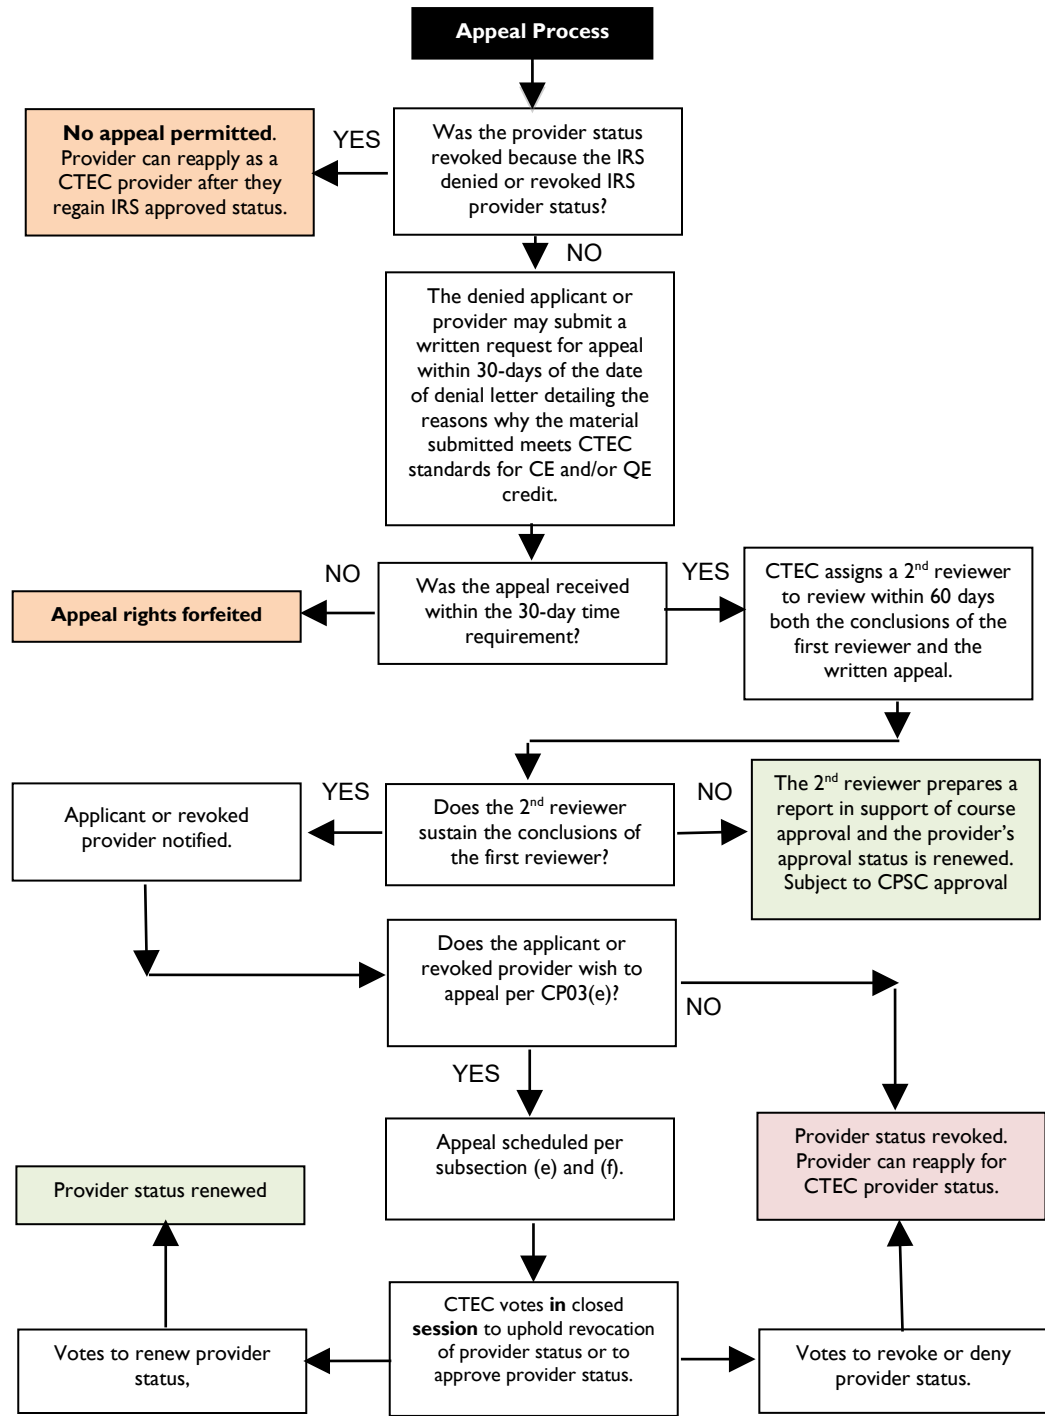 Appeal Process
No appeal permitted.
Provider can reapply as a
CTEC provider after they
regain IRS approved status.
YES
Was the provider status
revoked because the IRS
denied or revoked IRS
provider status?
NO
The denied applicant or
provider may submit a
written request for appeal
within 30-days of the date
of denial letter detailing the
reasons why the material
submitted meets CTEC
standards for CE and/or QE
credit.
Appeal rights forfeited
NO
Was the appeal received
within the 30-day time
requirement?
YES
CTEC assigns a 2nd reviewer
to review within 60 days
both the conclusions of the
first reviewer and the
written appeal.
Applicant or revoked
provider notified.
YES
Does the 2nd reviewer
sustain the conclusions of
the first reviewer?
NO
The 2nd reviewer prepares a
report in support of course
approval and the provider's
approval status is renewed.
Subject to CPSC approval
Does the applicant or
revoked provider wish to
appeal per CP03(e)?
NO
YES
Appeal scheduled per
subsection (e) and (f).
Provider status revoked.
Provider can reapply for
CTEC provider status.
Provider status renewed
Votes to renew provider
status,
CTEC votes in closed
session to uphold revocation
of provider status or to
approve provider status.
Votes to revoke or deny
provider status.